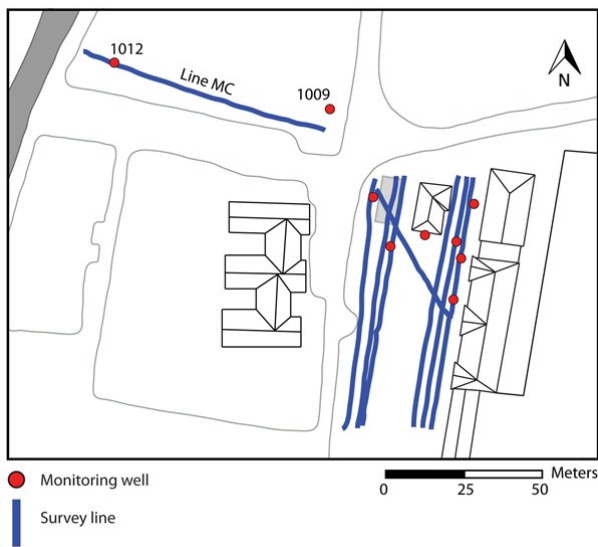 1012
Line MC
1009
N
Monitoring well
Survey line
Meters
0 25 50